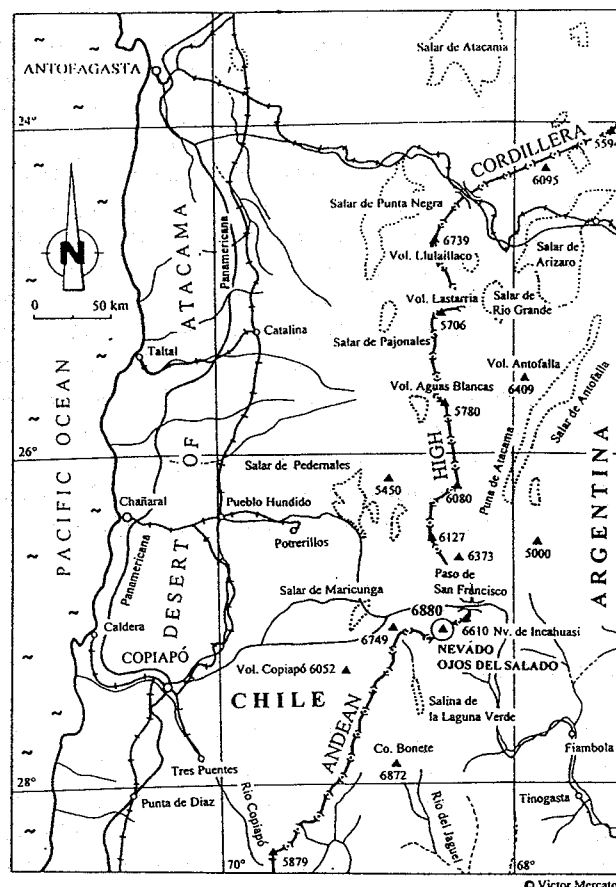 Salar de Atacama
ANTOFAGASTA
24°
CORDILLERA
5594
6095
Salar de Punta Negra
N
ATACAMA
Panamericana
6739
Vol. Llulaillaco
Salar de
Arizaro
0 50 km
Vol. Lastarria
Salar de
Rio Grande
5706
Catalina
Taltal
Salar de Pajonales
Vol. Antofalla
6409
Vol. Aguas Blancas
5780
PACIFIC OCEAN
OF
HIGH
Puna de Atacama
Salar de Antofalla
ARGENTINA
26°
Salar de Pedernales
5450
6080
Chañaral
Pueblo Hundido
Potrerillos
6127
6373
5000
Panamericana
DESERT
Paso de
San Francisco
Salar de Maricunga
6880
Caldera
6749
6610 Nv. de Incahuasi
NEVÁDO
OJOS DEL SALADO
COPIAPÓ
Vol. Copiapó 6052
CHILE
ANDEAN
Salina de
la Laguna Verde
Co. Bonete
6872
Fiambola
Tres Puentes
28°
Rio Copiapó
Rio del Jaguel
Tinogasta
Punta de Diaz
5879
70°
68°